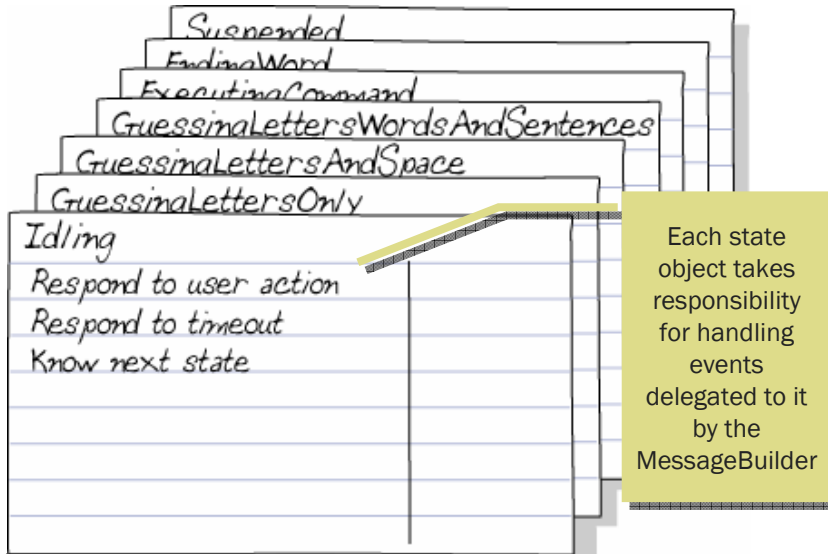 Suspended
EndingWord
ExecutingCommand
GuessingLettersWordsAndSentences
GuessingLettersAndSpace
GuessingLettersOnly
Idling
Respond to user action
Respond to timeout
Know next state
Each state
object takes
responsibility
for handling
events
delegated to it
by the
MessageBuilder